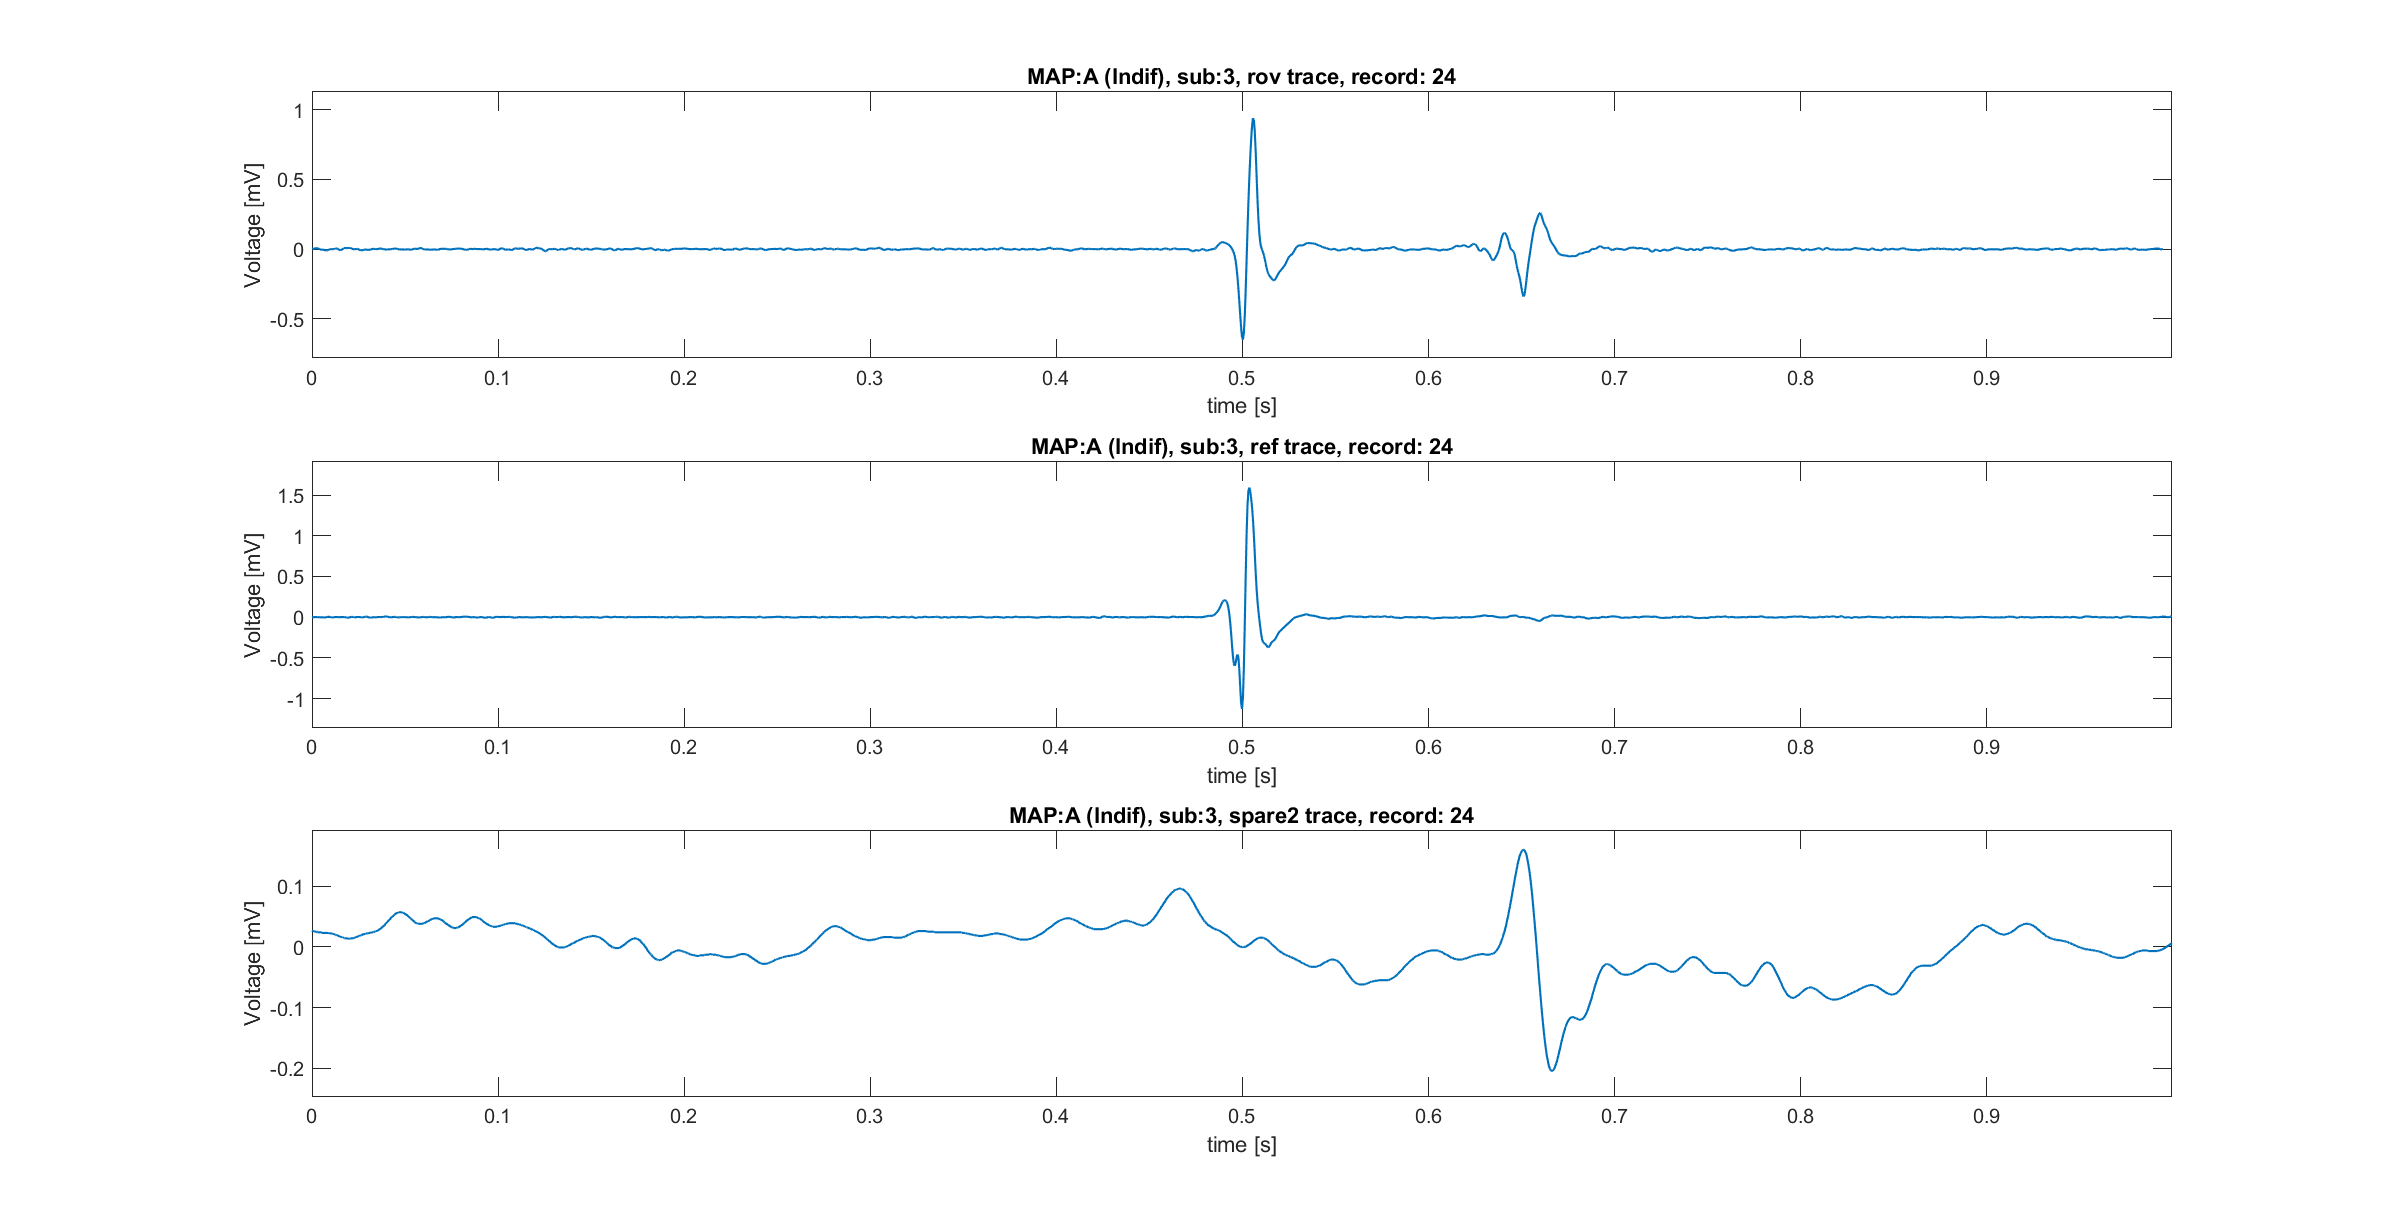 MAP:A (Indif), sub:3, rov trace, record: 24
Voltage [mV]
1
0.5
0
-0.5
0 0.1 0.2 0.3 0.4 0.5 0.6 0.7 0.8 0.9
time [s]
MAP:A (Indif), sub:3, ref trace, record: 24
Voltage [mV]
1.5
1
0.5
0
-0.5
-1
0 0.1 0.2 0.3 0.4 0.5 0.6 0.7 0.8 0.9
time [s]
MAP:A (Indif), sub:3, spare2 trace, record: 24
Voltage [mV]
0.1
0
-0.1
-0.2
0 0.1 0.2 0.3 0.4 0.5 0.6 0.7 0.8 0.9
time [s]